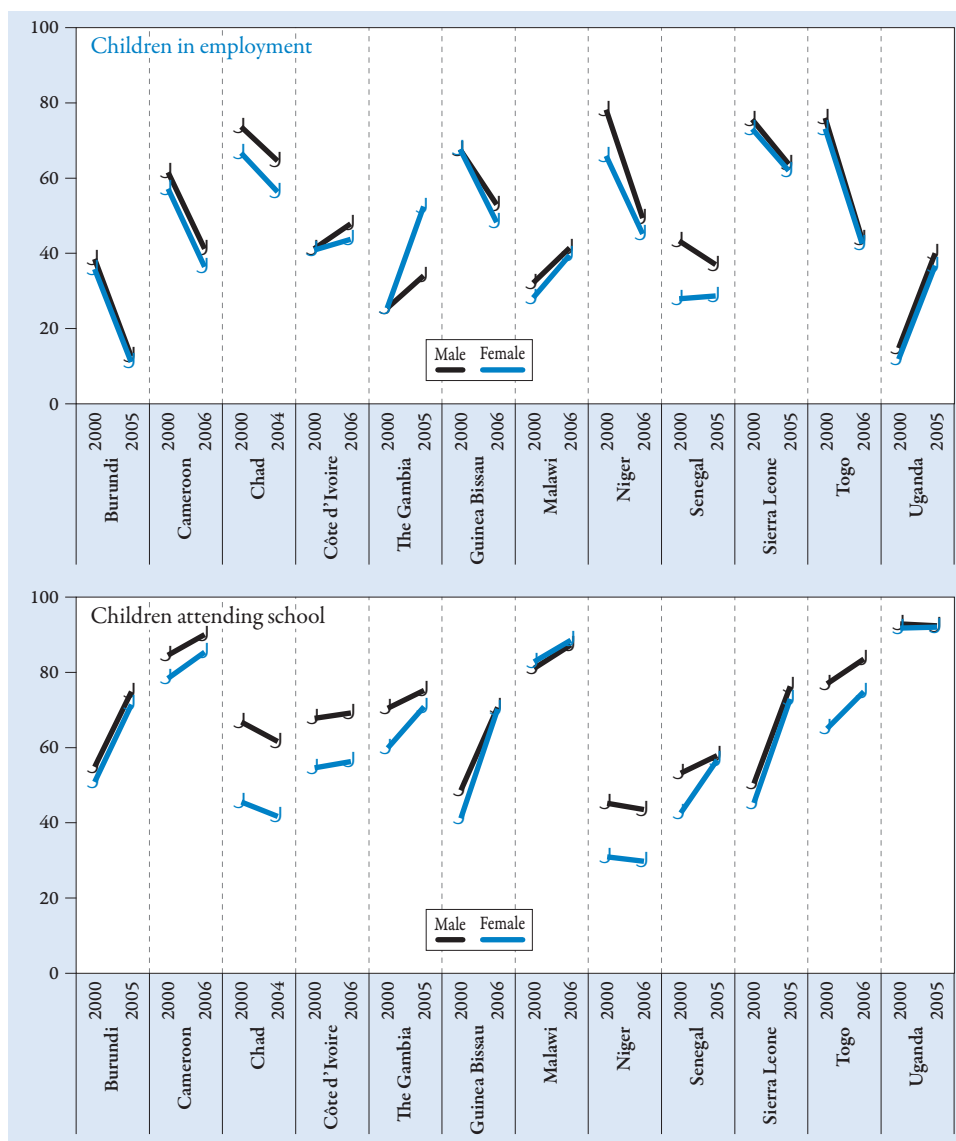 100
Children in employment
80
60
40
20
0
Male Female
2000 2005 2000 2006 2000 2004 2000 2006 2000 2005 2000 2006 2000 2006 2000 2006 2000 2005 2000 2005 2000 2006 2000 2005
Burundi Cameroon Chad Côte d'Ivoire The Gambia Guinea Bissau Malawi Niger Senegal Sierra Leone Togo Uganda
100
Children attending school
80
60
40
20
0
Male Female
2000 2005 2000 2006 2000 2004 2000 2006 2000 2005 2000 2006 2000 2006 2000 2006 2000 2005 2000 2005 2000 2006 2000 2005
Burundi Cameroon Chad Côte d'Ivoire The Gambia Guinea Bissau Malawi Niger Senegal Sierra Leone Togo Uganda